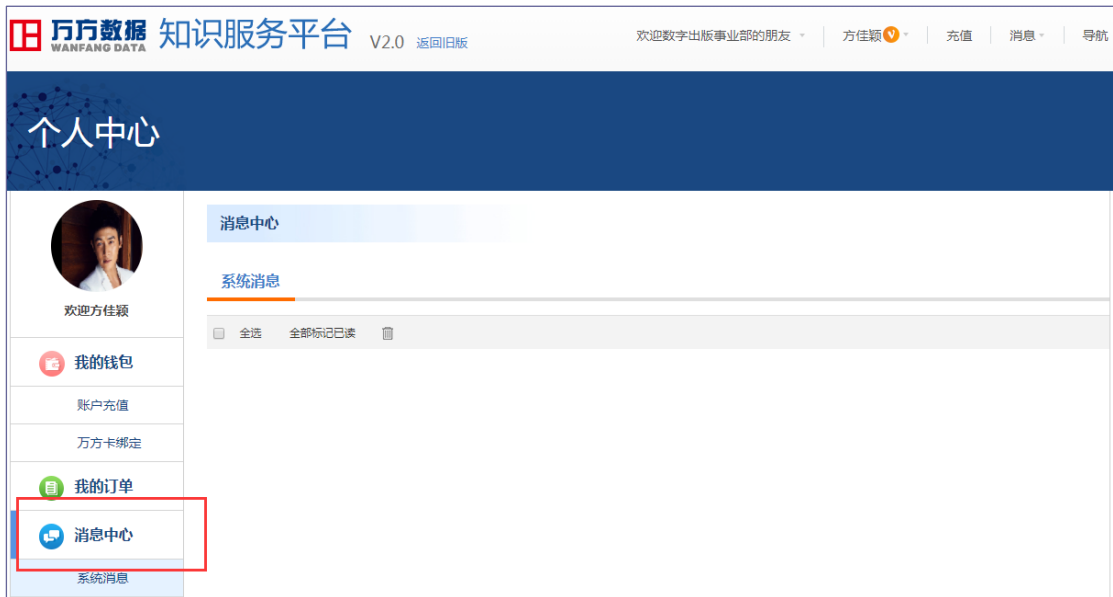 万方数据 知识服务平台 V2.0 返回旧版 欢迎数字出版事业部的朋友 方佳颖 V 充值 消息 导航
WANFANG DATA
个人中心
消息中心
系统消息
欢迎方佳颖
全选 全部标记已读
我的钱包
账户充值
万方卡绑定
我的订单
消息中心
系统消息